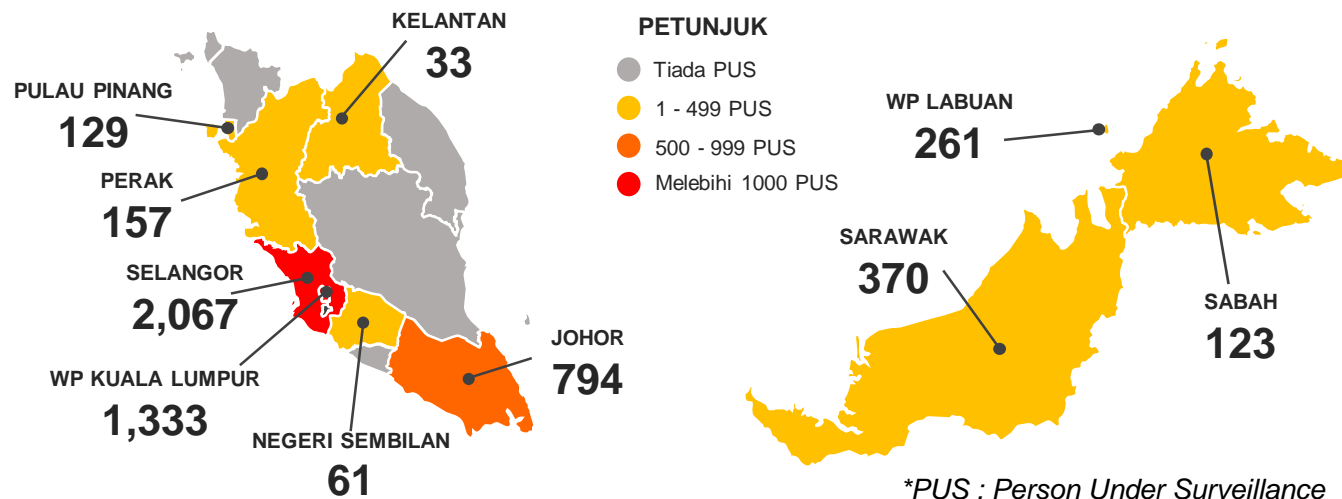 KELANTAN
33
PULAU PINANG
129
PERAK
157
SELANGOR
2,067
WP KUALA LUMPUR
1,333
NEGERI SEMBILAN
61
JOHOR
794
PETUNJUK
Tiada PUS
1 - 499 PUS
500 - 999 PUS
Melebihi 1000 PUS
WP LABUAN
261
SARAWAK
370
SABAH
123
*PUS : Person Under Surveillance